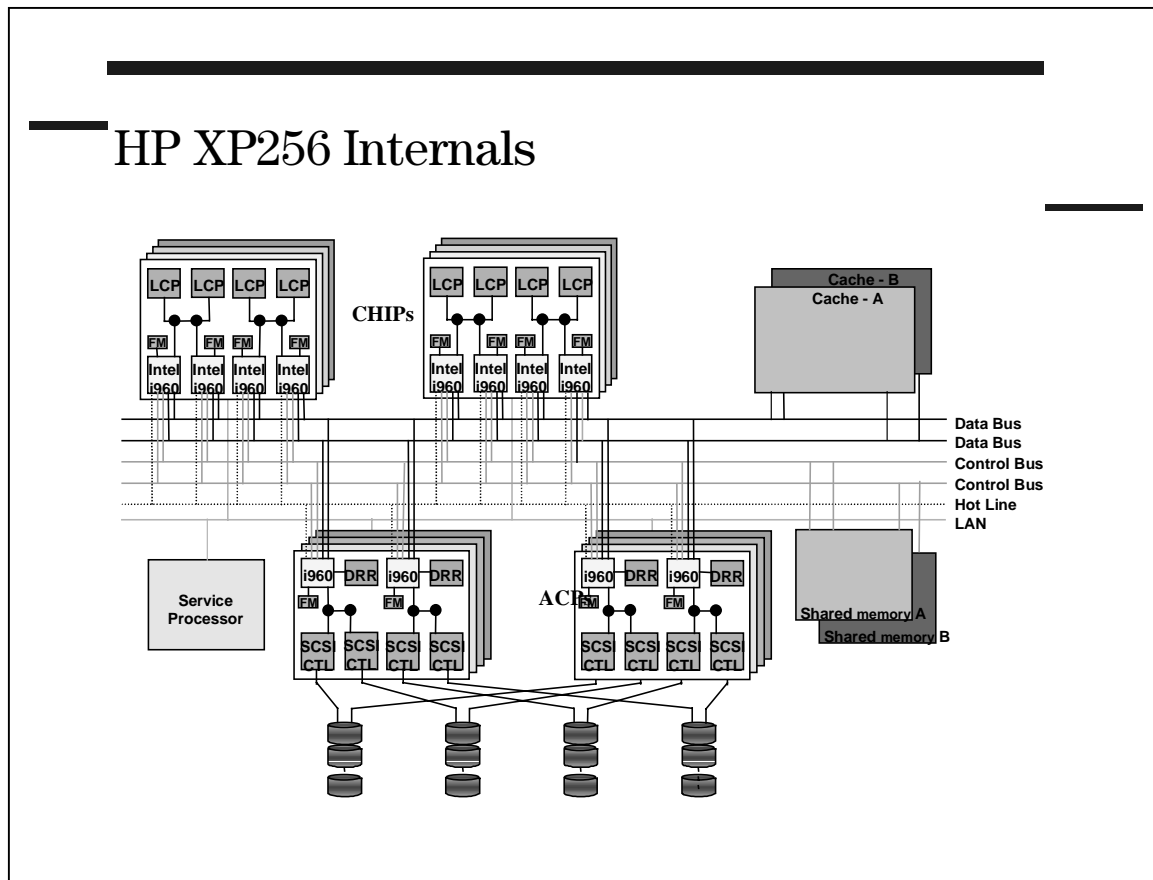 HP XP256 Internals
LCP LCP LCP LCP
FM FM FM FM
Intel i960 Intel i960 Intel i960 Intel i960
CHIPs
LCP LCP LCP LCP
FM FM FM FM
Intel i960 Intel i960 Intel i960 Intel i960
Cache - B
Cache - A
Data Bus
Data Bus
Control Bus
Control Bus
Hot Line
LAN
Service
Processor
i960 DRR i960 DRR
FM FM
SCSI CTL SCSI CTL SCSI CTL SCSI CTL
ACPs
i960 DRR i960 DRR
FM FM
SCSI CTL SCSI CTL SCSI CTL SCSI CTL
Shared memory A
Shared memory B